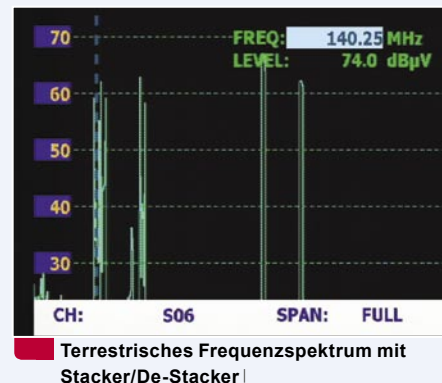 70
FREQ: 140.25 MHz
LEVEL: 74.0 dBµV
60
50
40
30
CH: S06 SPAN: FULL
Terrestrisches Frequenzspektrum mit
Stacker/De-Stacker